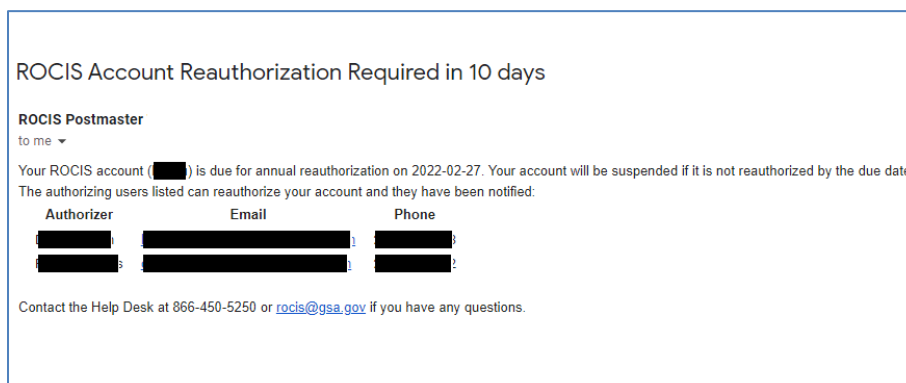 ROCIS Account Reauthorization Required in 10 days
ROCIS Postmaster
to me
Your ROCIS account ( ) is due for annual reauthorization on 2022-02-27. Your account will be suspended if it is not reauthorized by the due date
The authorizing users listed can reauthorize your account and they have been notified:
Authorizer Email Phone
Contact the Help Desk at 866-450-5250 or rocis@gsa.gov if you have any questions.